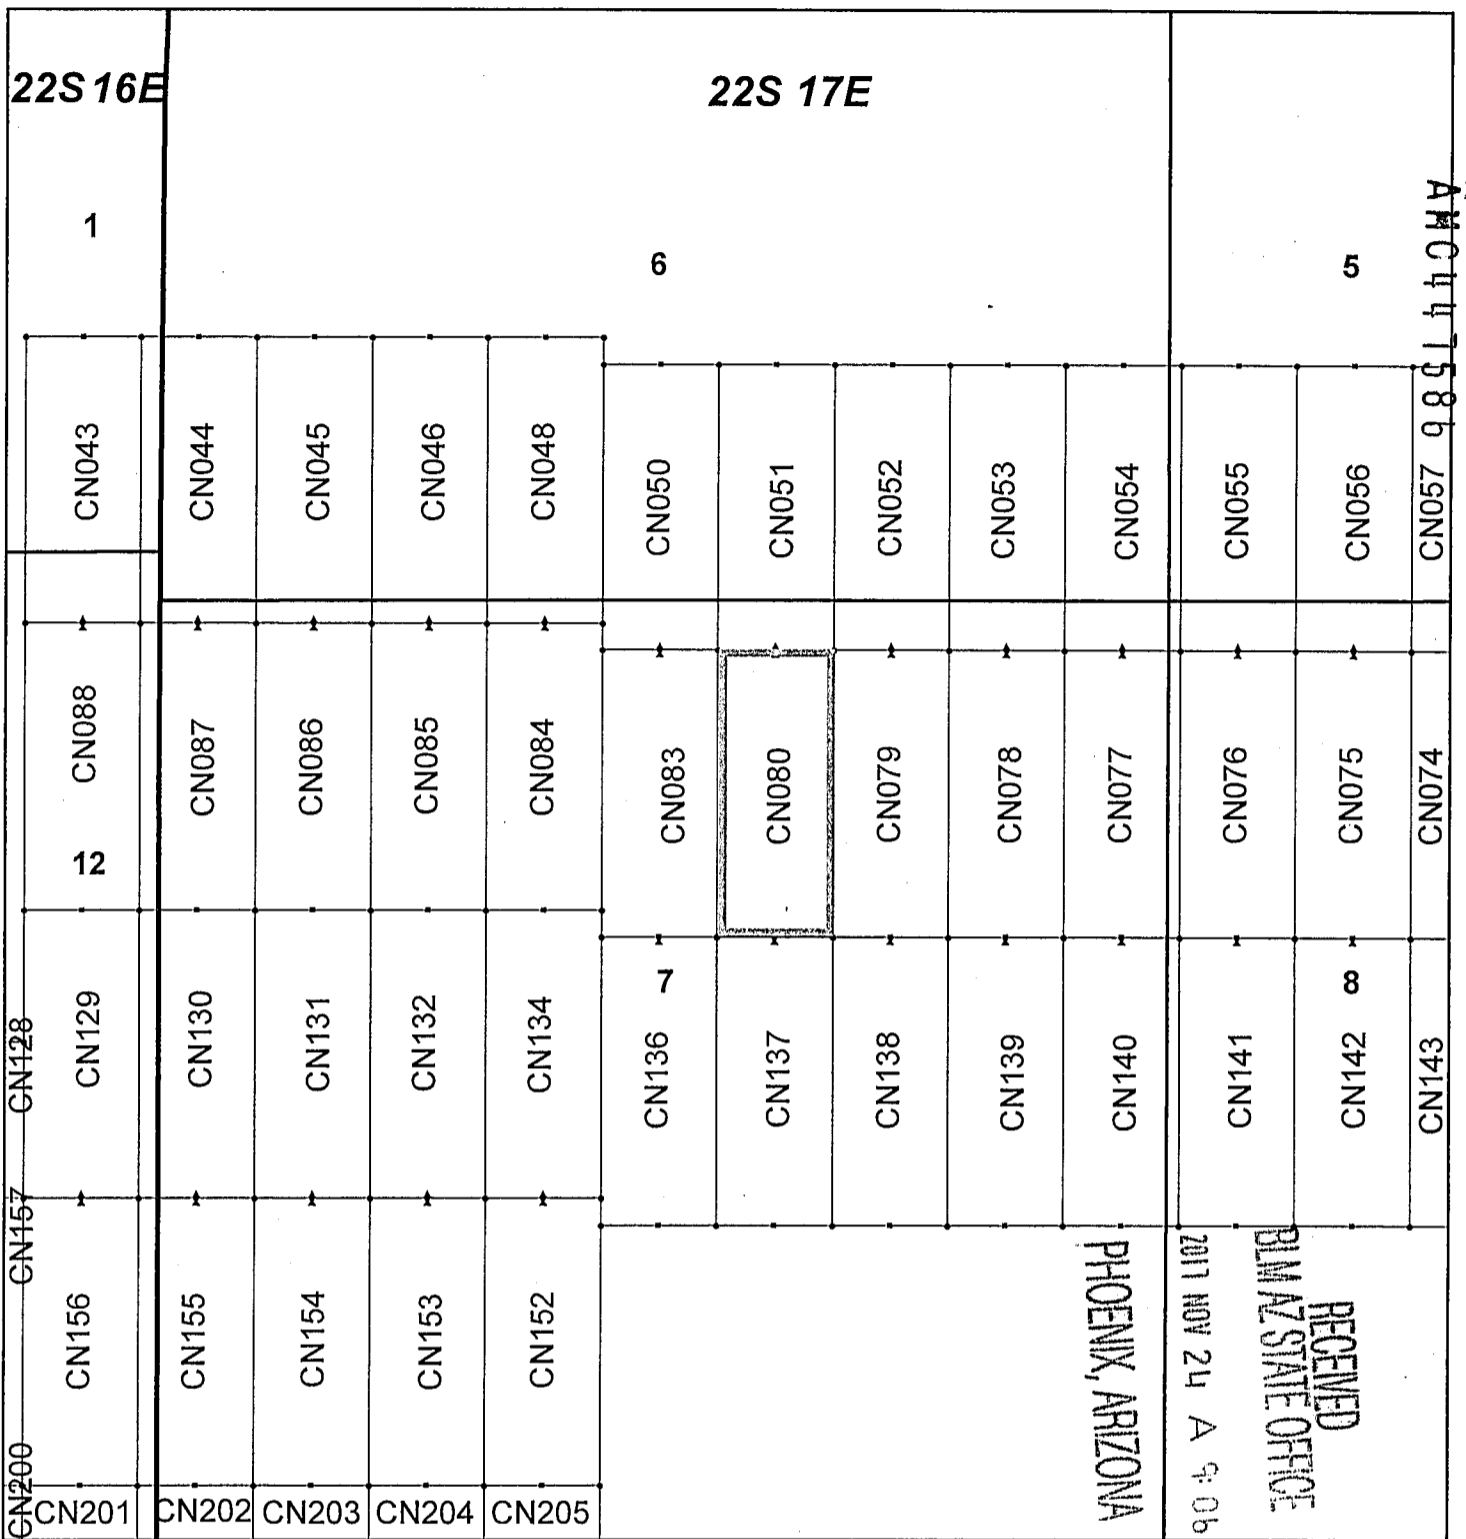 22S 16E
22S 17E
1
6
5
AMC447586
CN043
CN044
CN045
CN046
CN048
CN050
CN051
CN052
CN053
CN054
CN055
CN056
CN057
CN088
CN087
CN086
CN085
CN084
CN083
CN080
CN079
CN078
CN077
CN076
CN075
CN074
12
7
8
CN128
CN129
CN130
CN131
CN132
CN134
CN136
CN137
CN138
CN139
CN140
CN141
CN142
CN143
CN157
CN156
CN155
CN154
CN153
CN152
CN200
CN201
CN202
CN203
CN204
CN205
RECEIVED
BLM AZ STATE OFFICE
2017 NOV 24 A 9:06
PHOENIX, ARIZONA